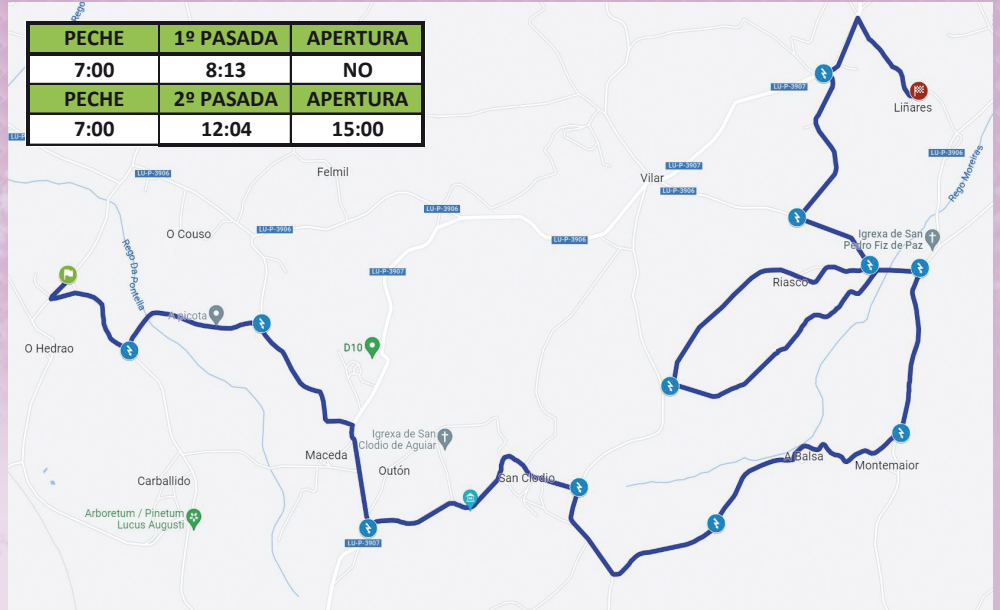 PECHE 1º PASADA APERTURA
7:00 8:13 NO
PECHE 2º PASADA APERTURA
7:00 12:04 15:00
Rego
LU-P-3907
Liñares
LU-P-3906
Rego Moreiras
Felmil
LU-P-3906
Vilar
LU-P-3907
LU-P-3906
LU-P-3906
O Couso
LU-P-3906
LU-P-3906
Igrexa de San
Pedro Fiz de Paz
Rego Da Pontella
LU-P-3907
Riasco
Apicota
O Hedrao
D10
Igrexa de San
Clodio de Aguiar
Maceda
Outón
San Clodio
A Balsa
Montemaior
Carballido
Arboretum / Pinetum
Lucus Augusti
LU-P-3907